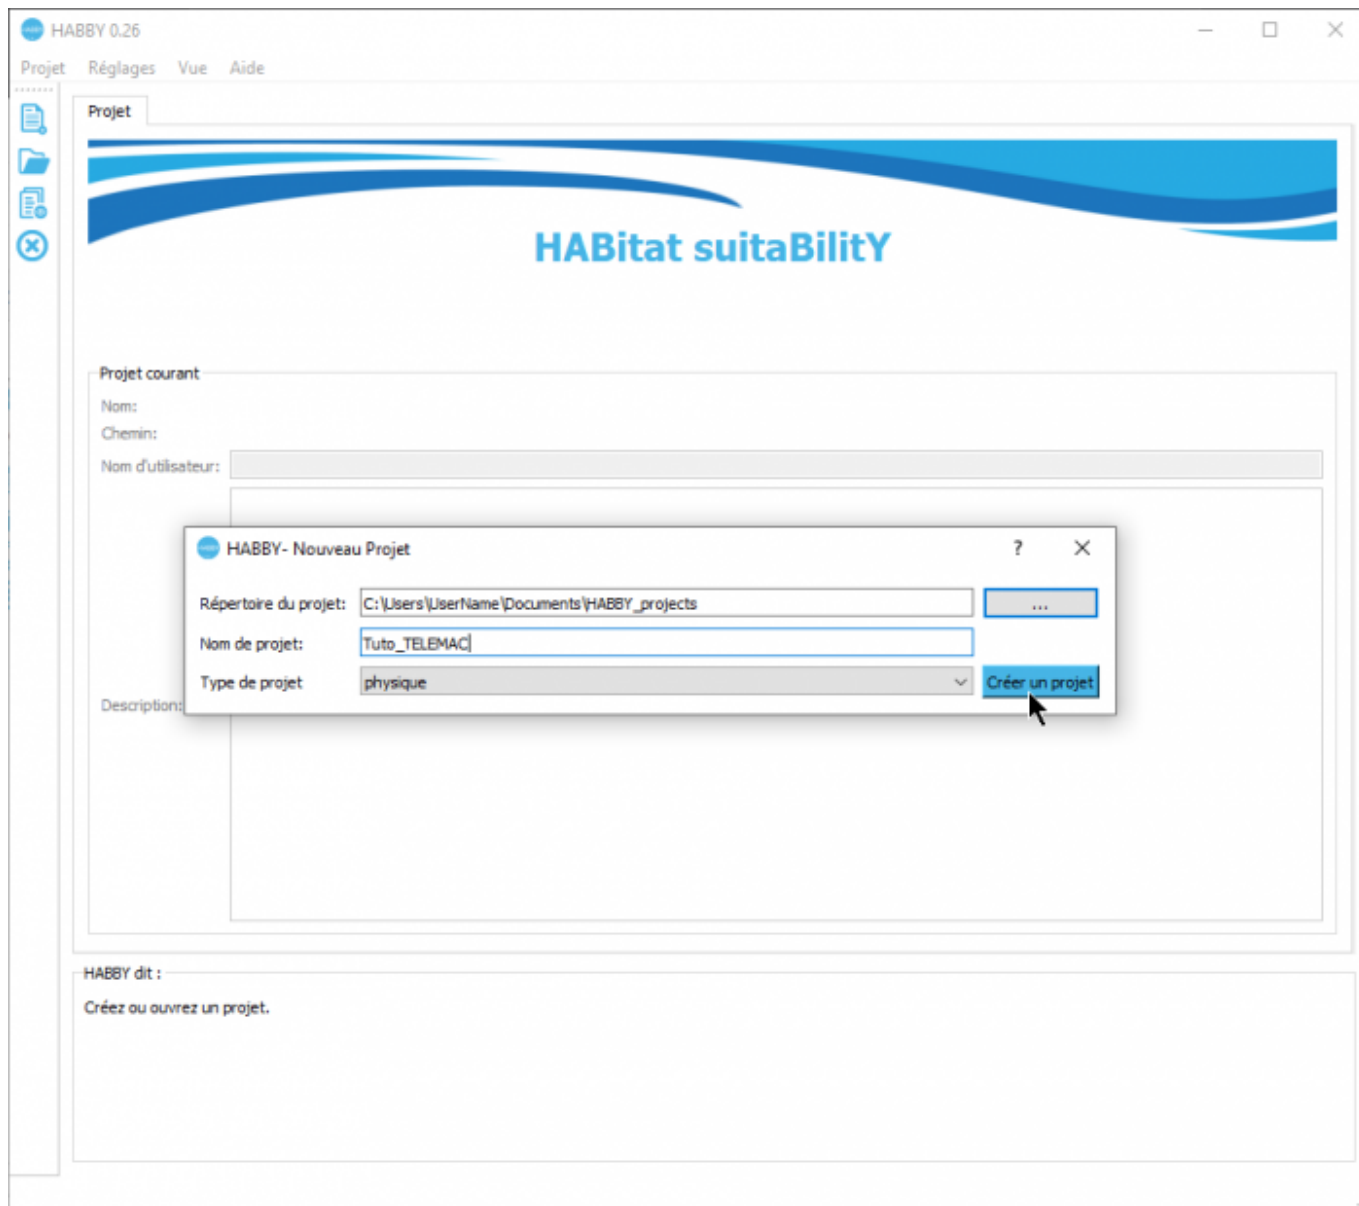 HABBY 0.26
Projet Réglages Vue Aide
Projet
HABitat suitaBilitY
Projet courant
Nom:
Chemin:
Nom d'utilisateur:
HABBY- Nouveau Projet
Répertoire du projet: C:\Users\UserName\Documents\HABBY_projects ...
Nom de projet: Tuto_TELEMAC
Type de projet physique Créer un projet
Description:
HABBY dit :
Créez ou ouvrez un projet.